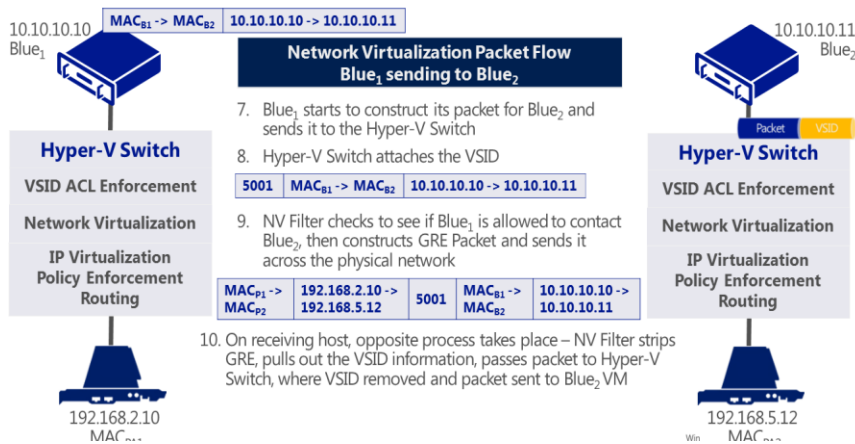 MACB1 -> MACB2 10.10.10.10 -> 10.10.10.11
10.10.10.10
Blue1
10.10.10.11
Blue2
Network Virtualization Packet Flow
Blue1 sending to Blue2
7. Blue1 starts to construct its packet for Blue2 and
sends it to the Hyper-V Switch
8. Hyper-V Switch attaches the VSID
5001 MACB1 -> MACB2 10.10.10.10 -> 10.10.10.11
9. NV Filter checks to see if Blue1 is allowed to contact
Blue2, then constructs GRE Packet and sends it
across the physical network
MACP1 -> 192.168.2.10 -> 5001 MACB1 -> 10.10.10.10 ->
MACP2 192.168.5.12 MACB2 10.10.10.11
10. On receiving host, opposite process takes place – NV Filter strips
GRE, pulls out the VSID information, passes packet to Hyper-V
Switch, where VSID removed and packet sent to Blue2 VM
Hyper-V Switch
VSID ACL Enforcement
Network Virtualization
IP Virtualization
Policy Enforcement
Routing
192.168.2.10
MACPA1
Packet VSID
Hyper-V Switch
VSID ACL Enforcement
Network Virtualization
IP Virtualization
Policy Enforcement
Routing
192.168.5.12
Win MACPA2